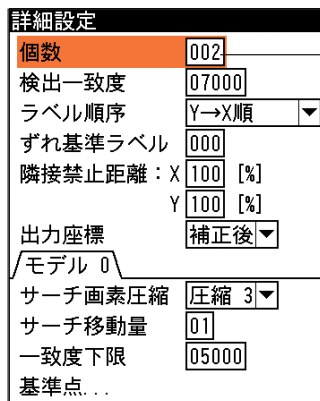 詳細設定
個数 002
検出一致度 07000
ラベル順序 Y→X順
ずれ基準ラベル 000
隣接禁止距離：X 100 [%]
Y 100 [%]
出力座標 補正後
モデル 0
サーチ画素圧縮 圧縮 3
サーチ移動量 01
一致度下限 05000
基準点...